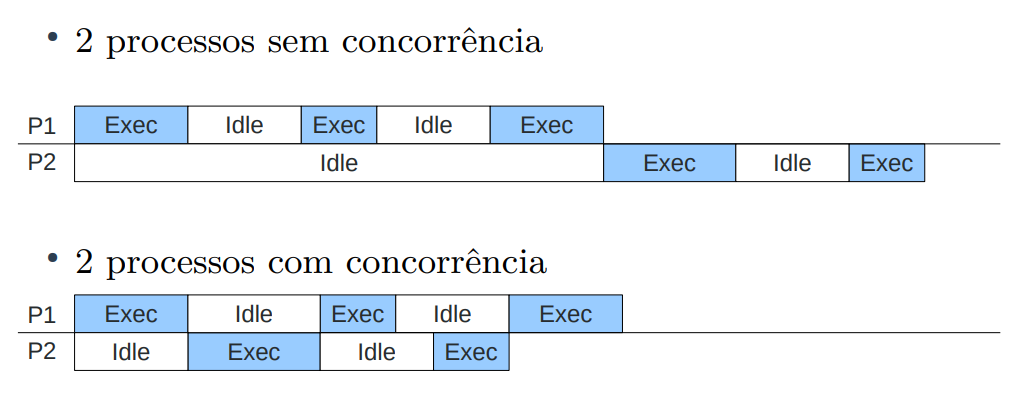 • 2 processos sem concorrência
P1 Exec Idle Exec Idle Exec
P2 Idle Exec Idle Exec
• 2 processos com concorrência
P1 Exec Idle Exec Idle Exec
P2 Idle Exec Idle Exec